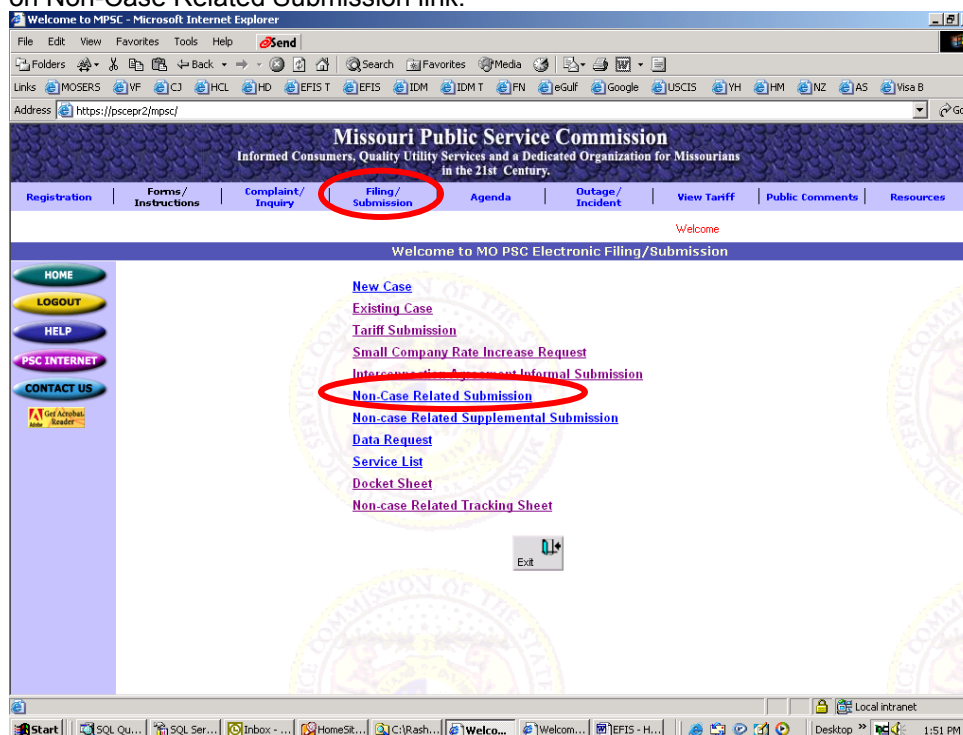 on Non-Case Related Submission link.
Welcome to MPSC - Microsoft Internet Explorer
File Edit View Favorites Tools Help Send
Folders Back Search Favorites Media
Links MOSERS VF CJ HCL HD EFIS T EFIS IDM IDM T FN eGulf Google USCIS YH HM NZ AS Visa B
Address https://pscepr2/mpsc/ Go
Missouri Public Service Commission
Informed Consumers, Quality Utility Services and a Dedicated Organization for Missourians
in the 21st Century.
Registration | Forms/ Instructions | Complaint/ Inquiry | Filing/ Submission Agenda | Outage/ Incident | View Tariff | Public Comments | Resources
Welcome
Welcome to MO PSC Electronic Filing/Submission
HOME
LOGOUT
HELP
PSC INTERNET
CONTACT US
Get Acrobat Reader
Adobe
New Case
Existing Case
Tariff Submission
Small Company Rate Increase Request
Interconnection Agreement Informal Submission
Non-Case Related Submission
Non-case Related Supplemental Submission
Data Request
Service List
Docket Sheet
Non-case Related Tracking Sheet
Exit
Local intranet
Start SQL Qu... SQL Ser... Inbox - ... HomeSit... C:\Rash... Welco... Welcom... EFIS - H... Desktop » 1:51 PM